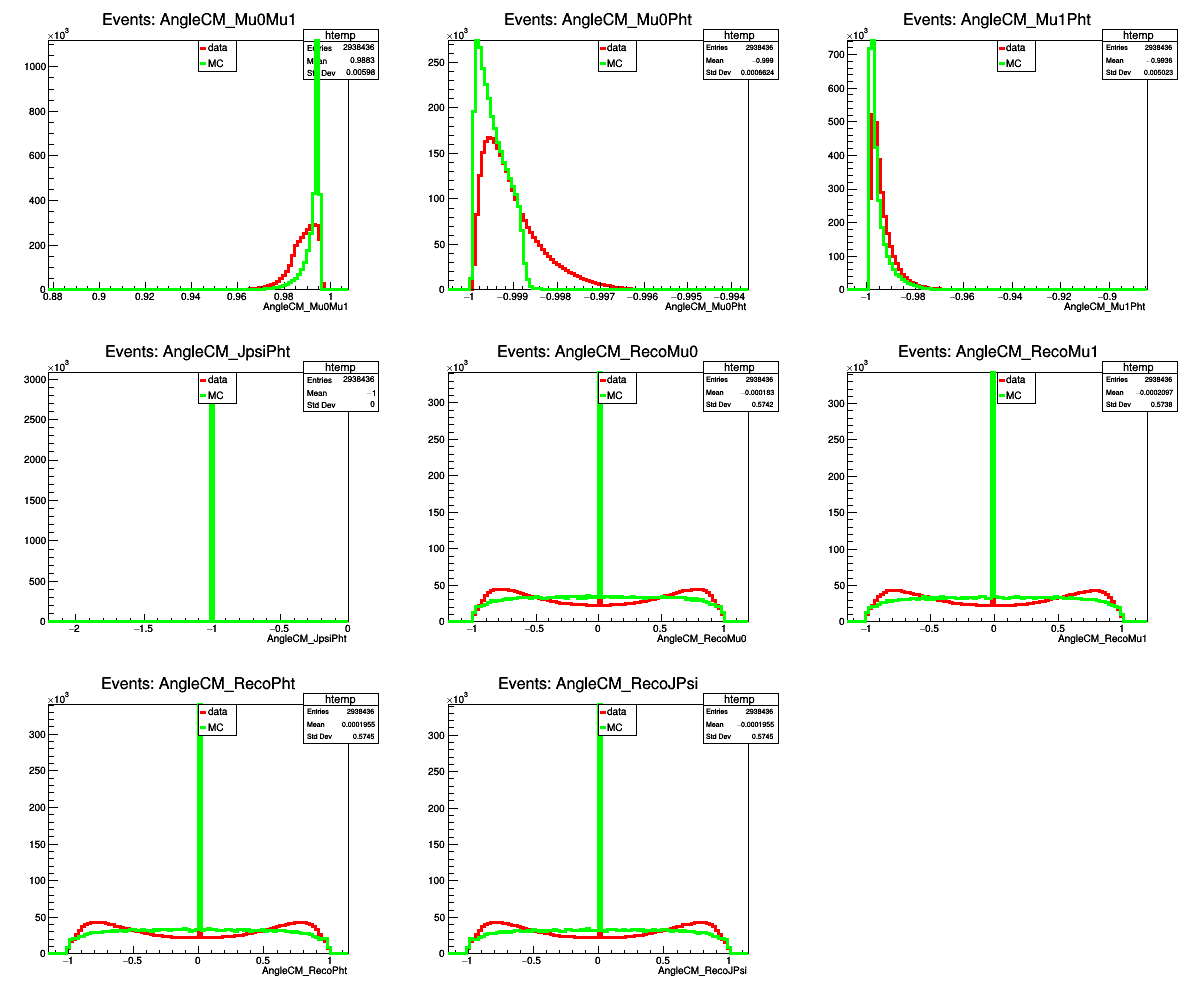 Events: AngleCM_Mu0Mu1
×10³
data
MC
htemp
Entries 2938436
Mean 0.9883
Std Dev 0.00598
1000
800
600
400
200
0
0.88 0.9 0.92 0.94 0.96 0.98 1
AngleCM_Mu0Mu1
Events: AngleCM_Mu0Pht
×10³
data
MC
htemp
Entries 2938436
Mean −0.999
Std Dev 0.0006624
250
200
150
100
50
0
−1 −0.999 −0.998 −0.997 −0.996 −0.995 −0.994
AngleCM_Mu0Pht
Events: AngleCM_Mu1Pht
×10³
data
MC
htemp
Entries 2938436
Mean −0.9936
Std Dev 0.005023
700
600
500
400
300
200
100
0
−1 −0.98 −0.96 −0.94 −0.92 −0.9
AngleCM_Mu1Pht
Events: AngleCM_JpsiPht
×10³
data
MC
htemp
Entries 2938436
Mean −1
Std Dev 0
3000
2500
2000
1500
1000
500
0
−2 −1.5 −1 −0.5 0
AngleCM_JpsiPht
Events: AngleCM_RecoMu0
×10³
data
MC
htemp
Entries 2938436
Mean −0.000183
Std Dev 0.5742
300
250
200
150
100
50
0
−1 −0.5 0 0.5 1
AngleCM_RecoMu0
Events: AngleCM_RecoMu1
×10³
data
MC
htemp
Entries 2938436
Mean −0.0002097
Std Dev 0.5738
300
250
200
150
100
50
0
−1 −0.5 0 0.5 1
AngleCM_RecoMu1
Events: AngleCM_RecoPht
×10³
data
MC
htemp
Entries 2938436
Mean 0.0001955
Std Dev 0.5745
300
250
200
150
100
50
0
−1 −0.5 0 0.5 1
AngleCM_RecoPht
Events: AngleCM_RecoJPsi
×10³
data
MC
htemp
Entries 2938436
Mean −0.0001955
Std Dev 0.5745
300
250
200
150
100
50
0
−1 −0.5 0 0.5 1
AngleCM_RecoJPsi